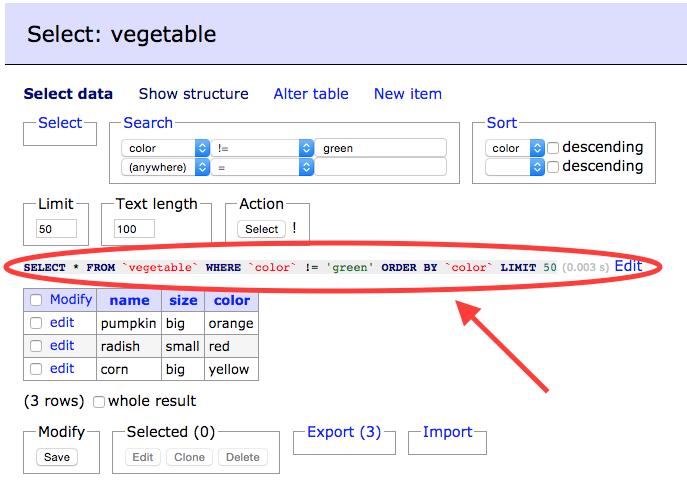 Select: vegetable
Select data Show structure Alter table New item
Select Search Sort
color != green color descending
(anywhere) = descending
Limit Text length Action
50 100 Select !
SELECT * FROM `vegetable` WHERE `color` != 'green' ORDER BY `color` LIMIT 50 (0.003 s) Edit
Modify name size color
edit pumpkin big orange
edit radish small red
edit corn big yellow
(3 rows) whole result
Modify Selected (0) Export (3) Import
Save Edit Clone Delete